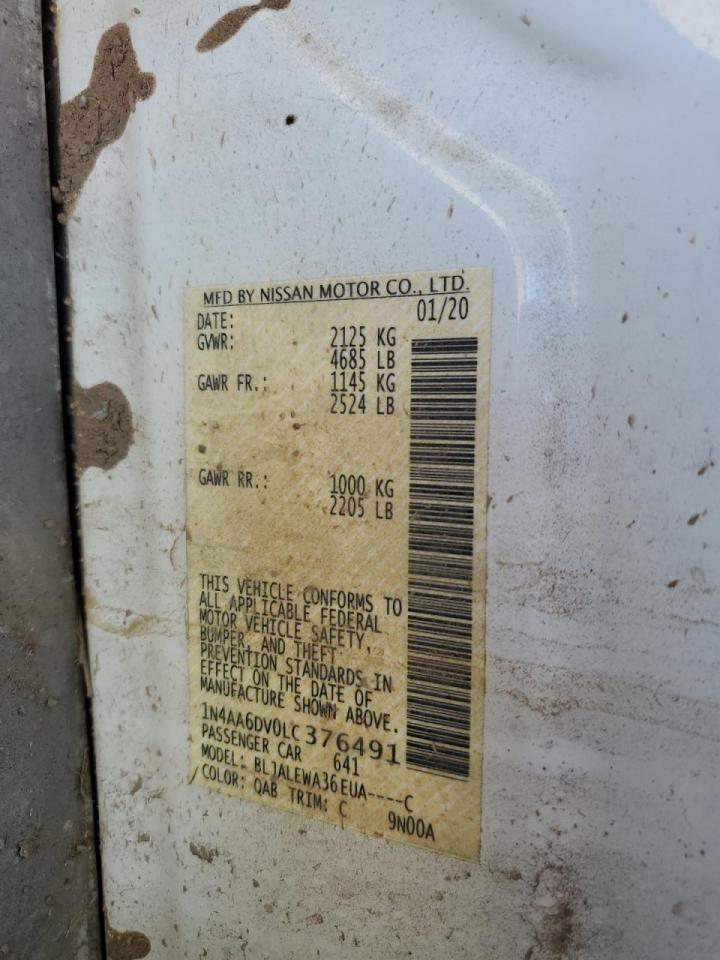 MFD BY NISSAN MOTOR CO., LTD.
DATE: 01/20
GVWR: 2125 KG
4685 LB
GAWR FR.: 1145 KG
2524 LB
GAWR RR.: 1000 KG
2205 LB
THIS VEHICLE CONFORMS TO
ALL APPLICABLE FEDERAL
MOTOR VEHICLE SAFETY,
BUMPER, AND THEFT
PREVENTION STANDARDS IN
EFFECT ON THE DATE OF
MANUFACTURE SHOWN ABOVE.
1N4AA6DV0LC376491
PASSENGER CAR 641
MODEL: BLJALEWA36EUA----C
COLOR: QAB TRIM: C 9N00A